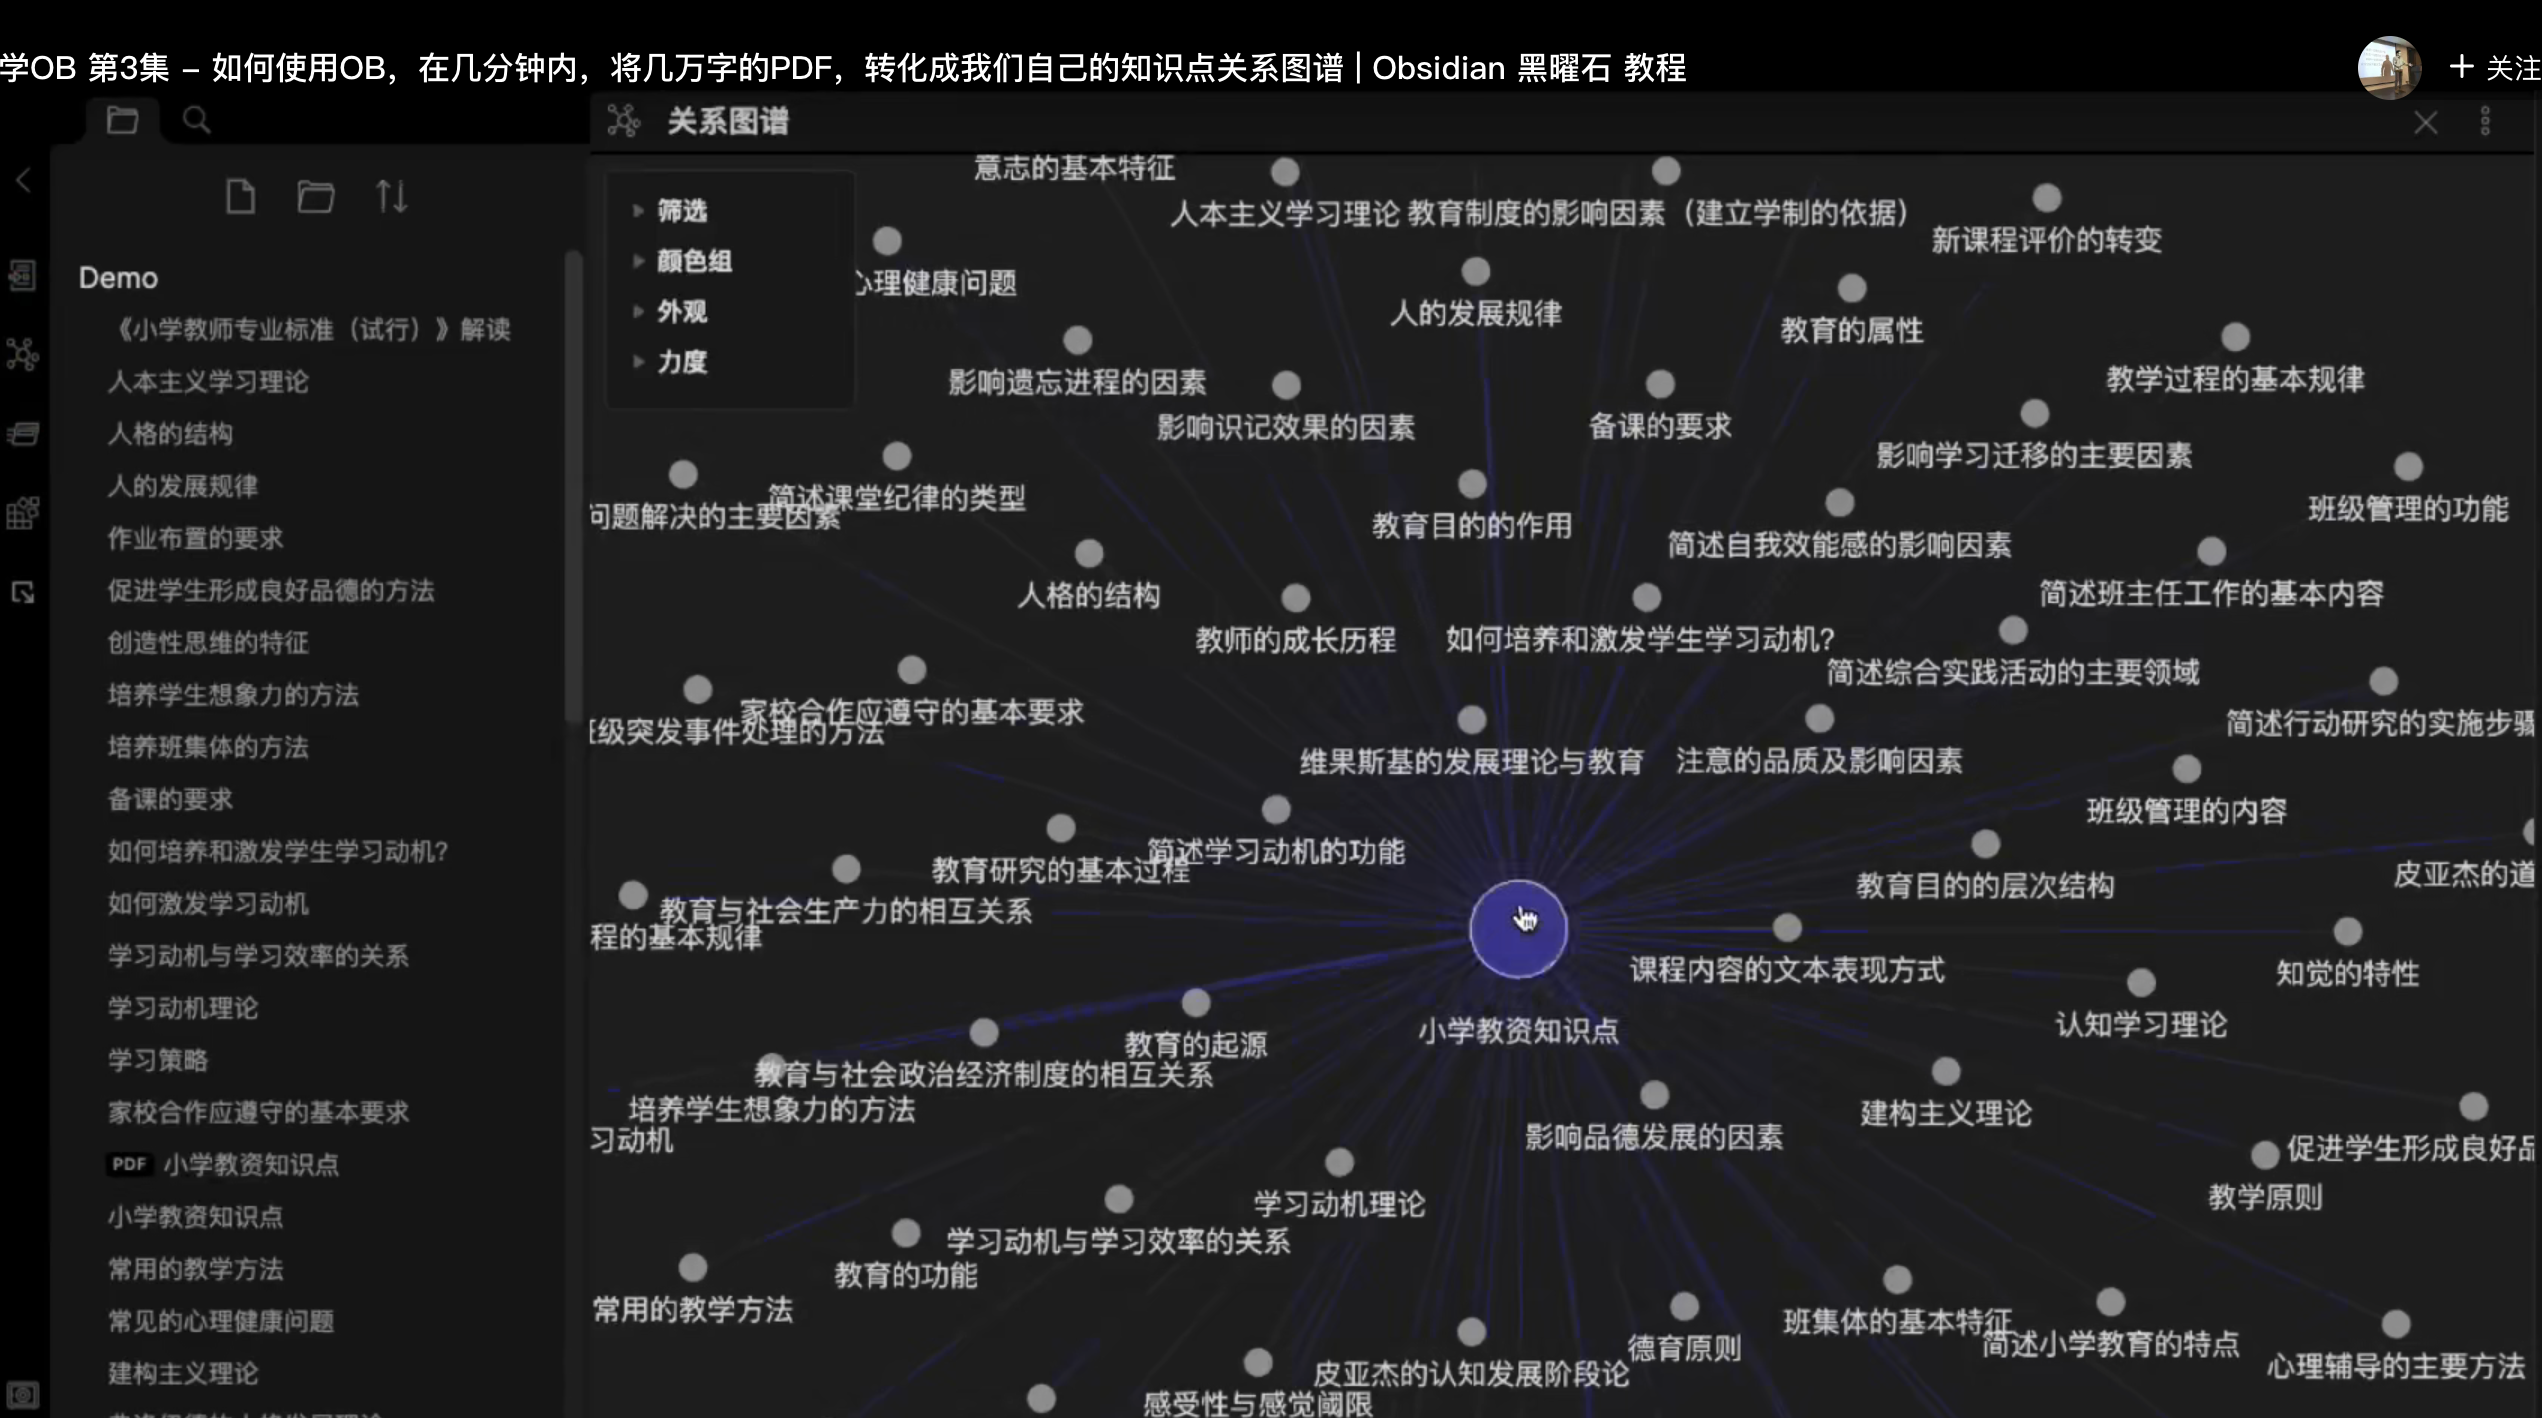 学OB 第3集 – 如何使用OB，在几分钟内，将几万字的PDF，转化成我们自己的知识点关系图谱 | Obsidian 黑曜石 教程
+ 关注
关系图谱
Demo
《小学教师专业标准（试行）》解读
人本主义学习理论
人格的结构
人的发展规律
作业布置的要求
促进学生形成良好品德的方法
创造性思维的特征
培养学生想象力的方法
培养班集体的方法
备课的要求
如何培养和激发学生学习动机?
如何激发学习动机
学习动机与学习效率的关系
学习动机理论
学习策略
家校合作应遵守的基本要求
PDF 小学教资知识点
小学教资知识点
常用的教学方法
常见的心理健康问题
建构主义理论
筛选
颜色组
外观
力度
意志的基本特征
人本主义学习理论
教育制度的影响因素（建立学制的依据）
新课程评价的转变
心理健康问题
人的发展规律
教育的属性
影响遗忘进程的因素
教学过程的基本规律
影响识记效果的因素
备课的要求
影响学习迁移的主要因素
简述课堂纪律的类型
问题解决的主要因素
班级管理的功能
教育目的的作用
简述自我效能感的影响因素
人格的结构
简述班主任工作的基本内容
教师的成长历程
如何培养和激发学生学习动机?
简述综合实践活动的主要领域
家校合作应遵守的基本要求
级突发事件处理的方法
简述行动研究的实施步骤
维果斯基的发展理论与教育
注意的品质及影响因素
班级管理的内容
简述学习动机的功能
教育研究的基本过程
皮亚杰的道
教育目的的层次结构
教育与社会生产力的相互关系
程的基本规律
课程内容的文本表现方式
知觉的特性
小学教资知识点
认知学习理论
教育的起源
教育与社会政治经济制度的相互关系
培养学生想象力的方法
建构主义理论
习动机
影响品德发展的因素
促进学生形成良好品
教学原则
学习动机理论
学习动机与学习效率的关系
教育的功能
常用的教学方法
班集体的基本特征
简述小学教育的特点
德育原则
心理辅导的主要方法
皮亚杰的认知发展阶段论
感受性与感觉阈限